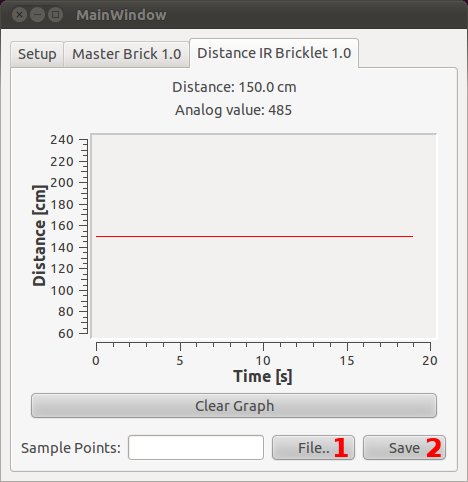 MainWindow
Setup Master Brick 1.0 Distance IR Bricklet 1.0
Distance: 150.0 cm
Analog value: 485
240
220
200
180
160
140
120
100
80
60
Distance [cm]
0 5 10 15 20
Time [s]
Clear Graph
Sample Points: File.. 1 Save 2